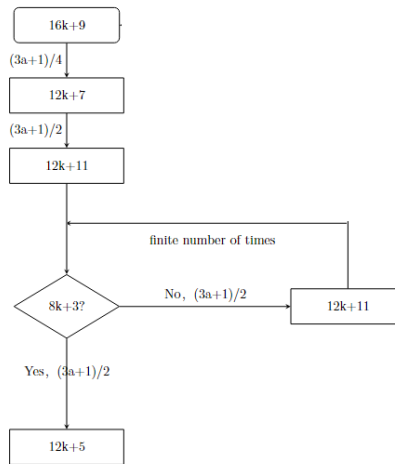 16k+9
(3a+1)/4
12k+7
(3a+1)/2
12k+11
finite number of times
8k+3?
No, (3a+1)/2
12k+11
Yes, (3a+1)/2
12k+5